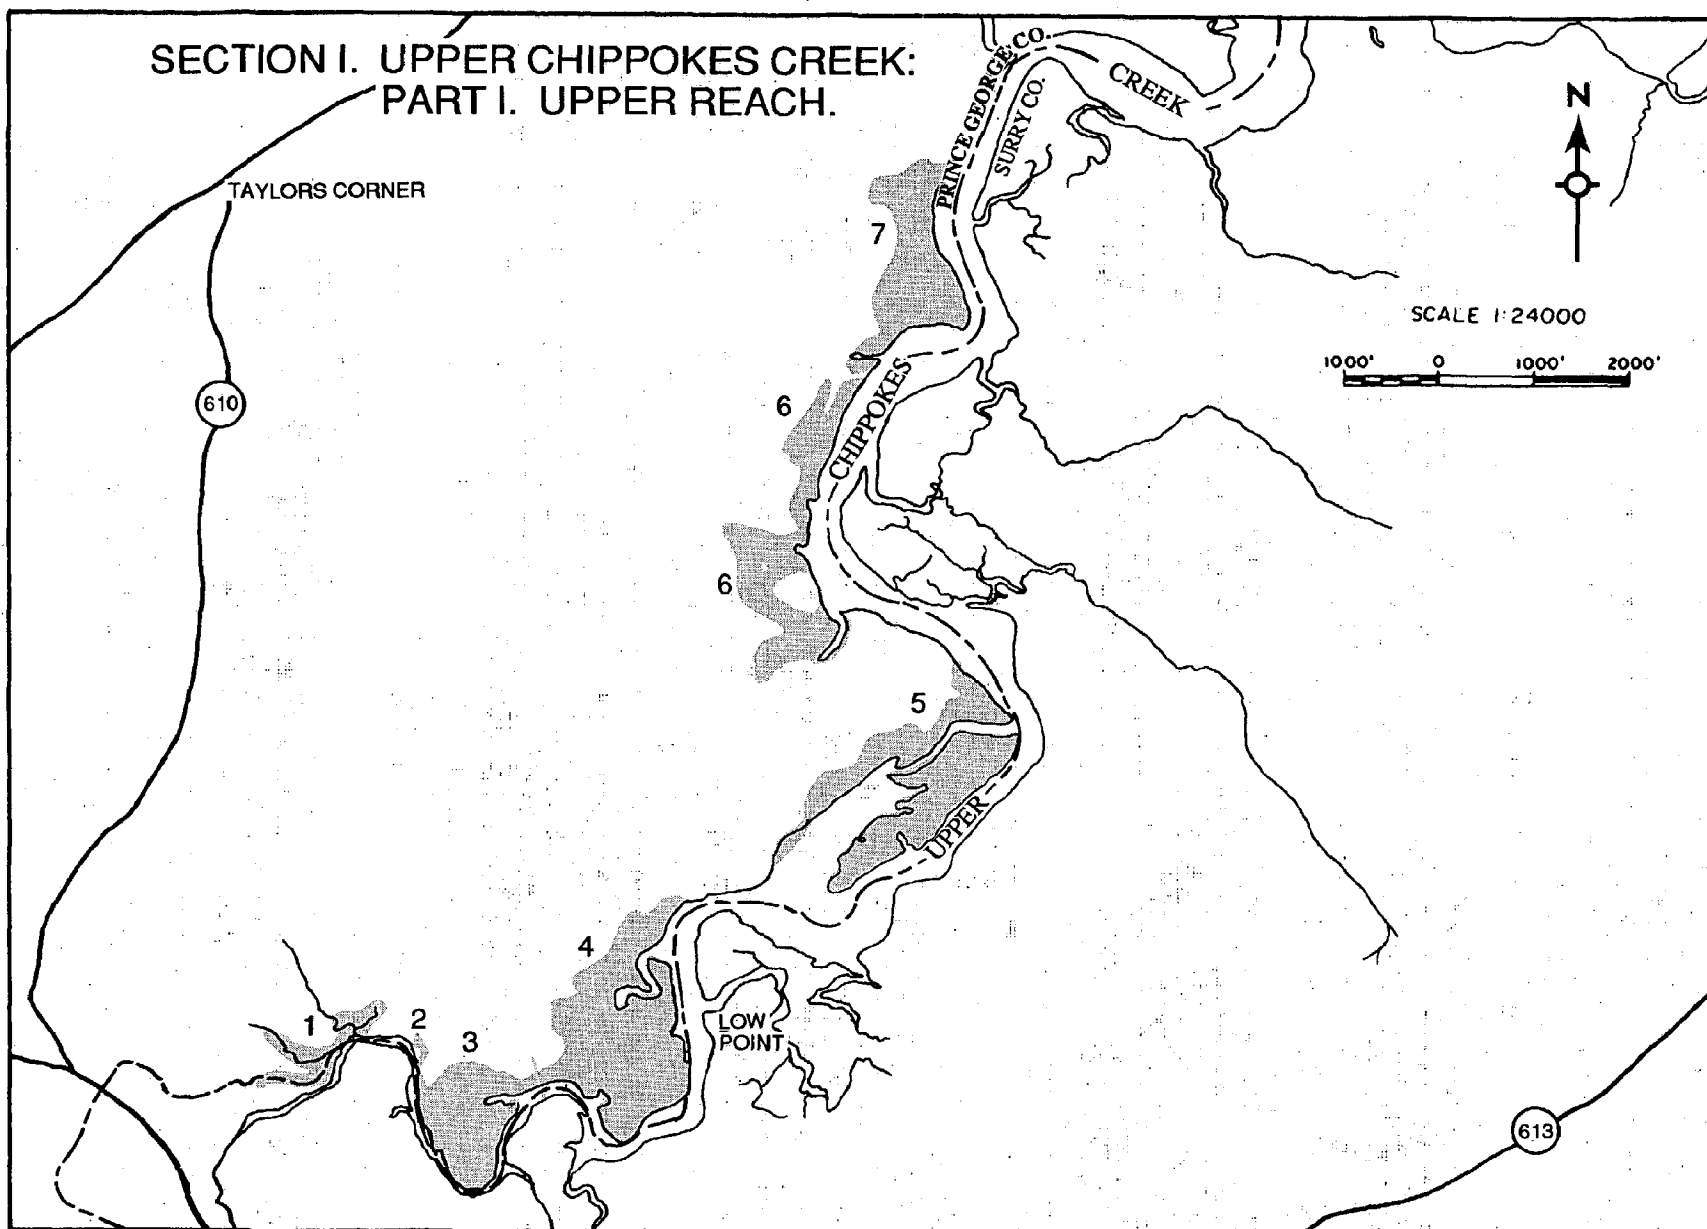 SECTION I. UPPER CHIPPOKES CREEK:
PART I. UPPER REACH.
PRINCE GEORGE CO.
SURRY CO.
CREEK
N
TAYLORS CORNER
7
SCALE 1:24000
1000' 0 1000' 2000'
610
6
CHIPPOKES
6
5
UPPER
4
LOW
POINT
1
2
3
613